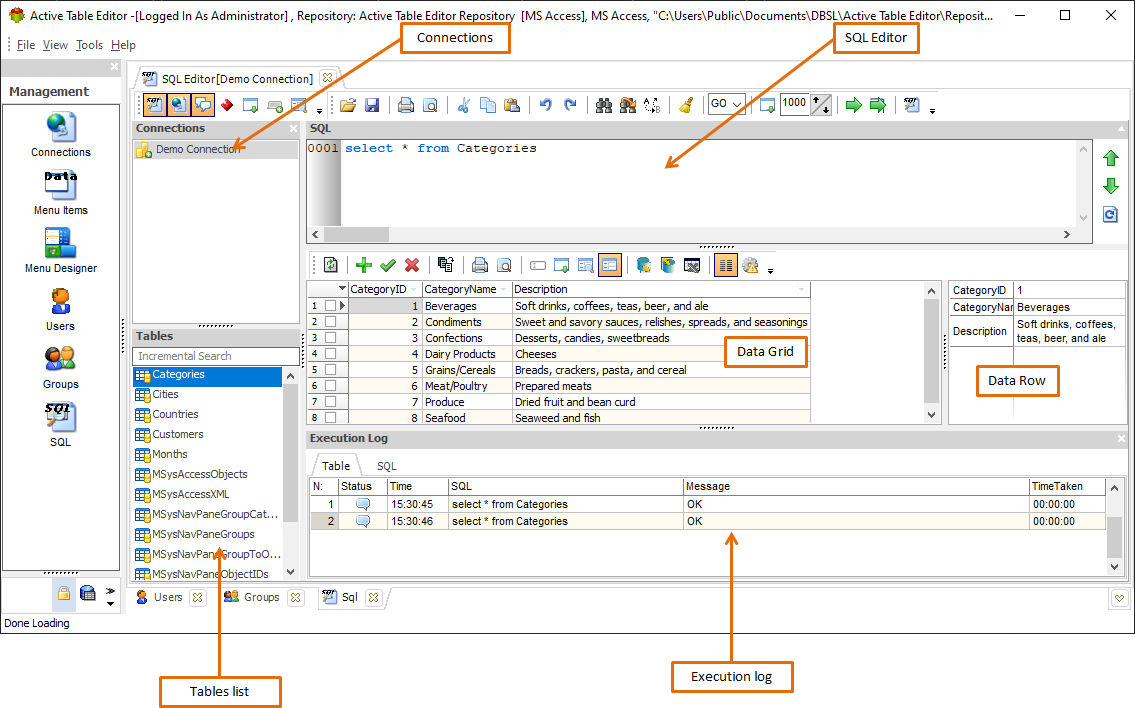 Active Table Editor -[Logged In As Administrator] , Repository: Active Table Editor Repository [MS Access], MS Access, "C:\Users\Public\Documents\DBSL\Active Table Editor\Reposit...
File View Tools Help
Connections
SQL Editor
Management
Connections
Data
Menu Items
Menu Designer
Users
Groups
SQL
SQL
SQL Editor[Demo Connection]
GO
1000
Connections
Demo Connection
SQL
0001 select * from Categories
Tables
Incremental Search
Categories
Cities
Countries
Customers
Months
MSysAccessObjects
MSysAccessXML
MSysNavPaneGroupCat...
MSysNavPaneGroups
MSysNavPaneGroupToO...
MSysNavPaneObjectIDs
CategoryID CategoryName Description
1 1 Beverages Soft drinks, coffees, teas, beer, and ale
2 2 Condiments Sweet and savory sauces, relishes, spreads, and seasonings
3 3 Confections Desserts, candies, sweetbreads
4 4 Dairy Products Cheeses
5 5 Grains/Cereals Breads, crackers, pasta, and cereal
6 6 Meat/Poultry Prepared meats
7 7 Produce Dried fruit and bean curd
8 8 Seafood Seaweed and fish
Data Grid
CategoryID 1
CategoryNam Beverages
Description Soft drinks, coffees,
teas, beer, and ale
Data Row
Execution Log
Table SQL
N: Status Time SQL Message TimeTaken
1 15:30:45 select * from Categories OK 00:00:00
2 15:30:46 select * from Categories OK 00:00:00
Users Groups Sql
Done Loading
Tables list
Execution log